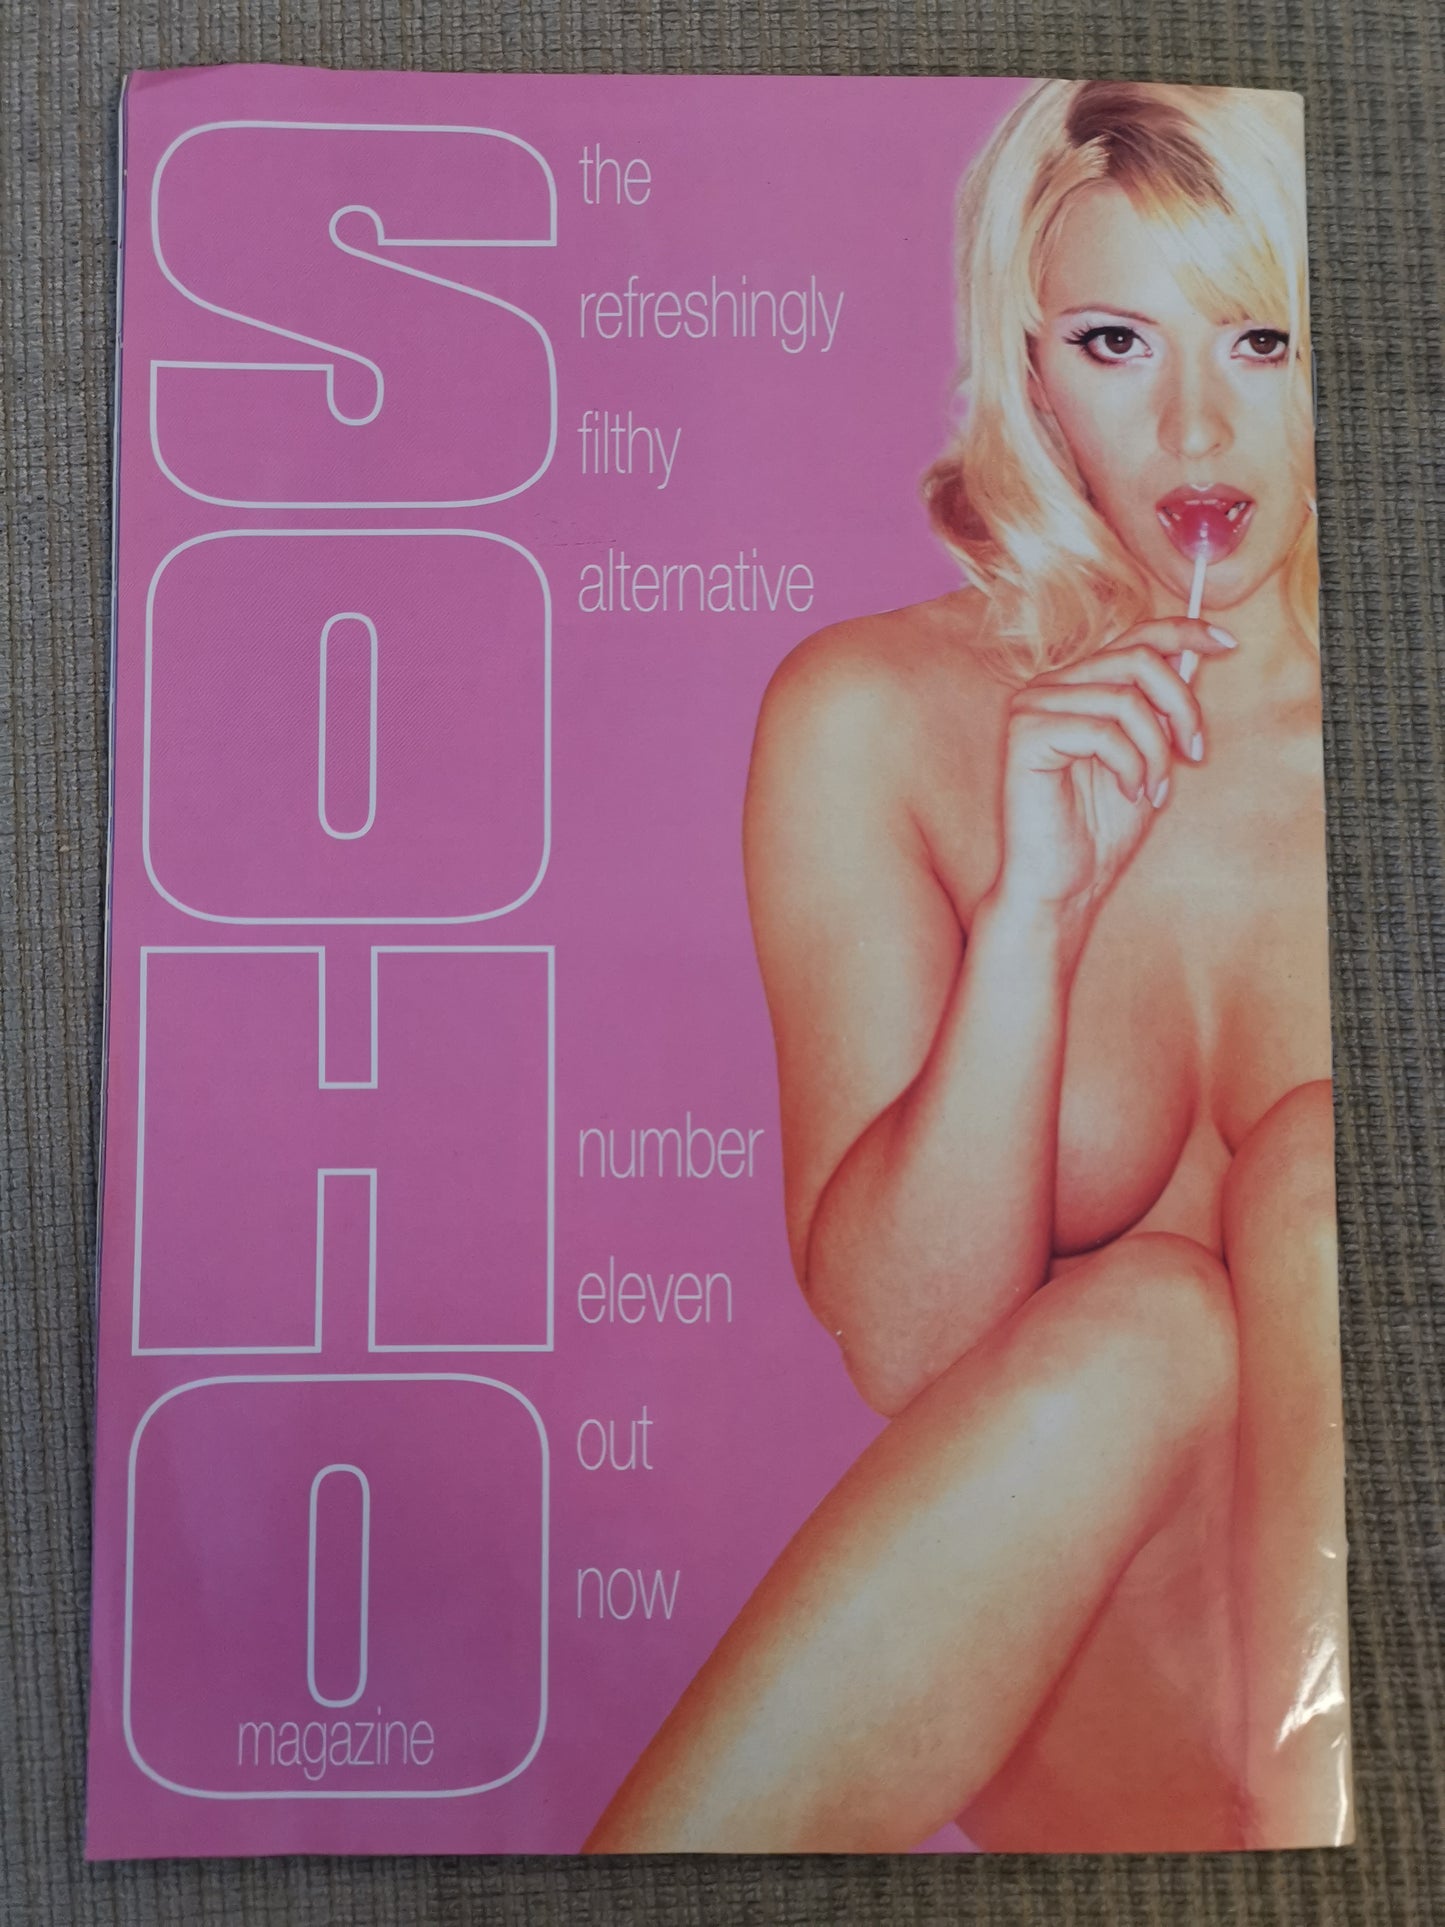 SOHO
magazine
the
refreshingly
filthy
alternative
number
eleven
out
now